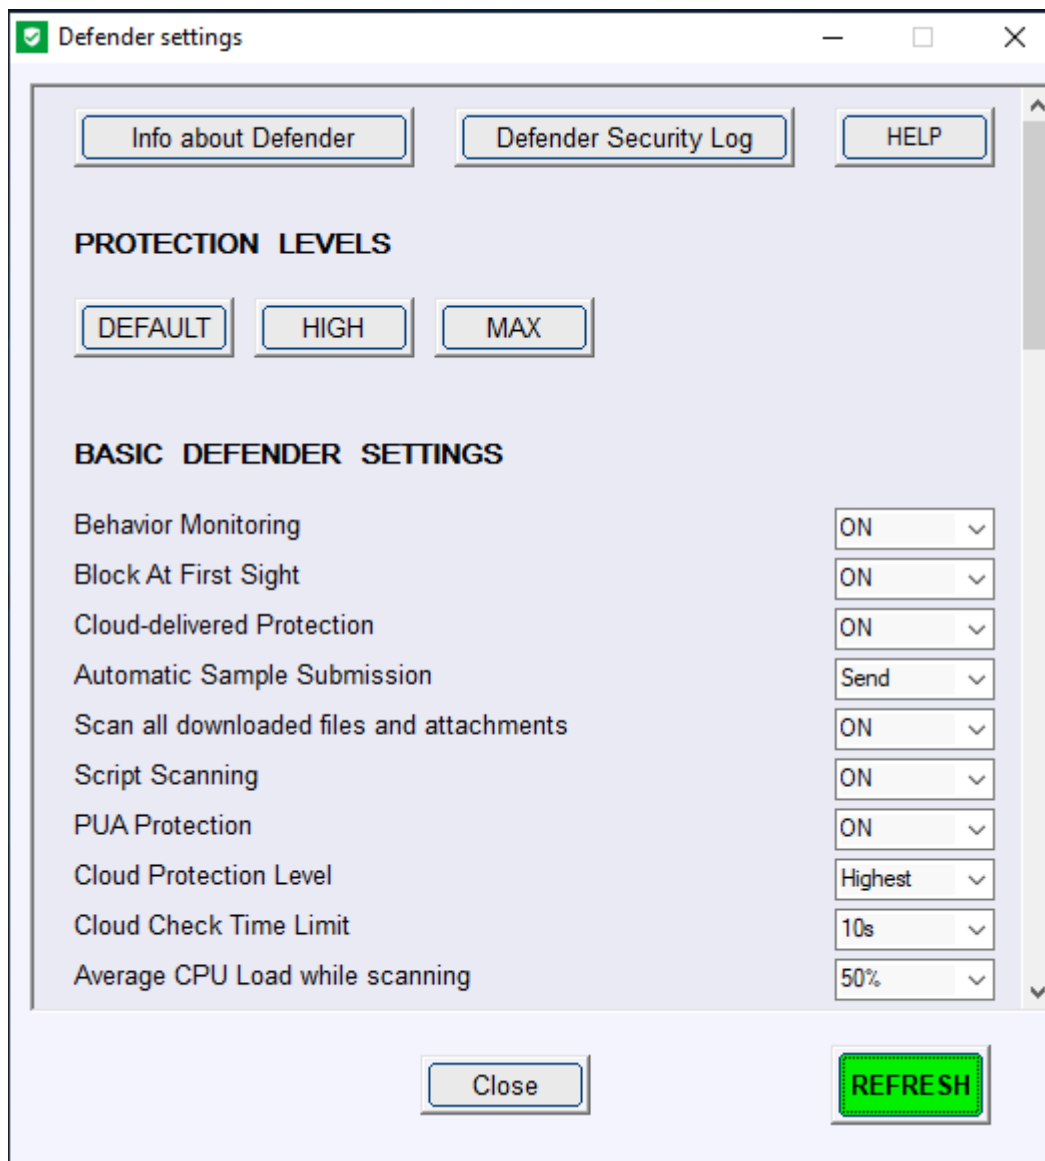 Defender settings
Info about Defender Defender Security Log HELP
PROTECTION LEVELS
DEFAULT HIGH MAX
BASIC DEFENDER SETTINGS
Behavior Monitoring ON
Block At First Sight ON
Cloud-delivered Protection ON
Automatic Sample Submission Send
Scan all downloaded files and attachments ON
Script Scanning ON
PUA Protection ON
Cloud Protection Level Highest
Cloud Check Time Limit 10s
Average CPU Load while scanning 50%
Close REFRESH